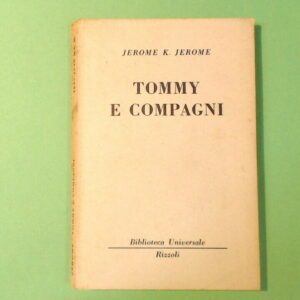 JEROME K. JEROME
TOMMY
E COMPAGNI
Biblioteca Universale
Rizzoli